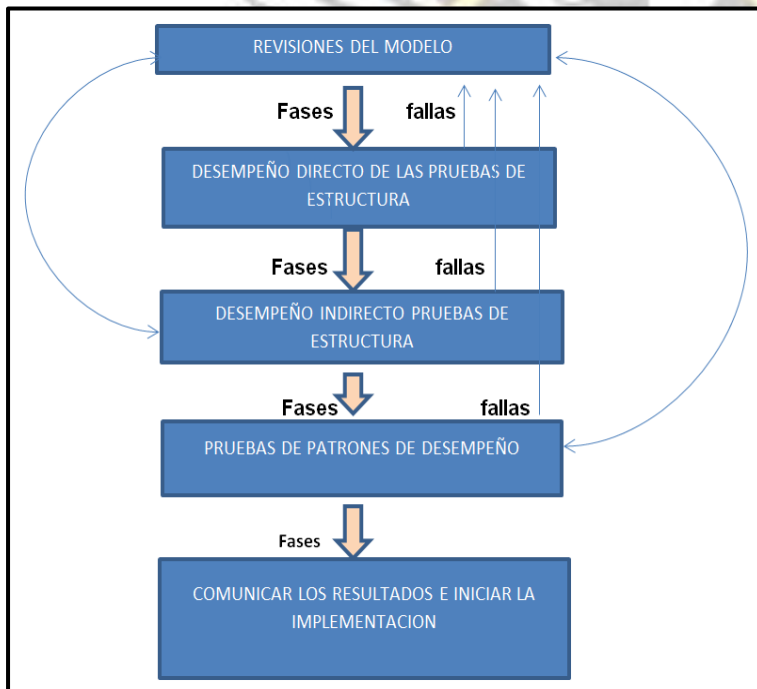 REVISIONES DEL MODELO
Fases fallas
DESEMPEÑO DIRECTO DE LAS PRUEBAS DE
ESTRUCTURA
Fases fallas
DESEMPEÑO INDIRECTO PRUEBAS DE
ESTRUCTURA
Fases fallas
PRUEBAS DE PATRONES DE DESEMPEÑO
Fases
COMUNICAR LOS RESULTADOS E INICIAR LA
IMPLEMENTACION